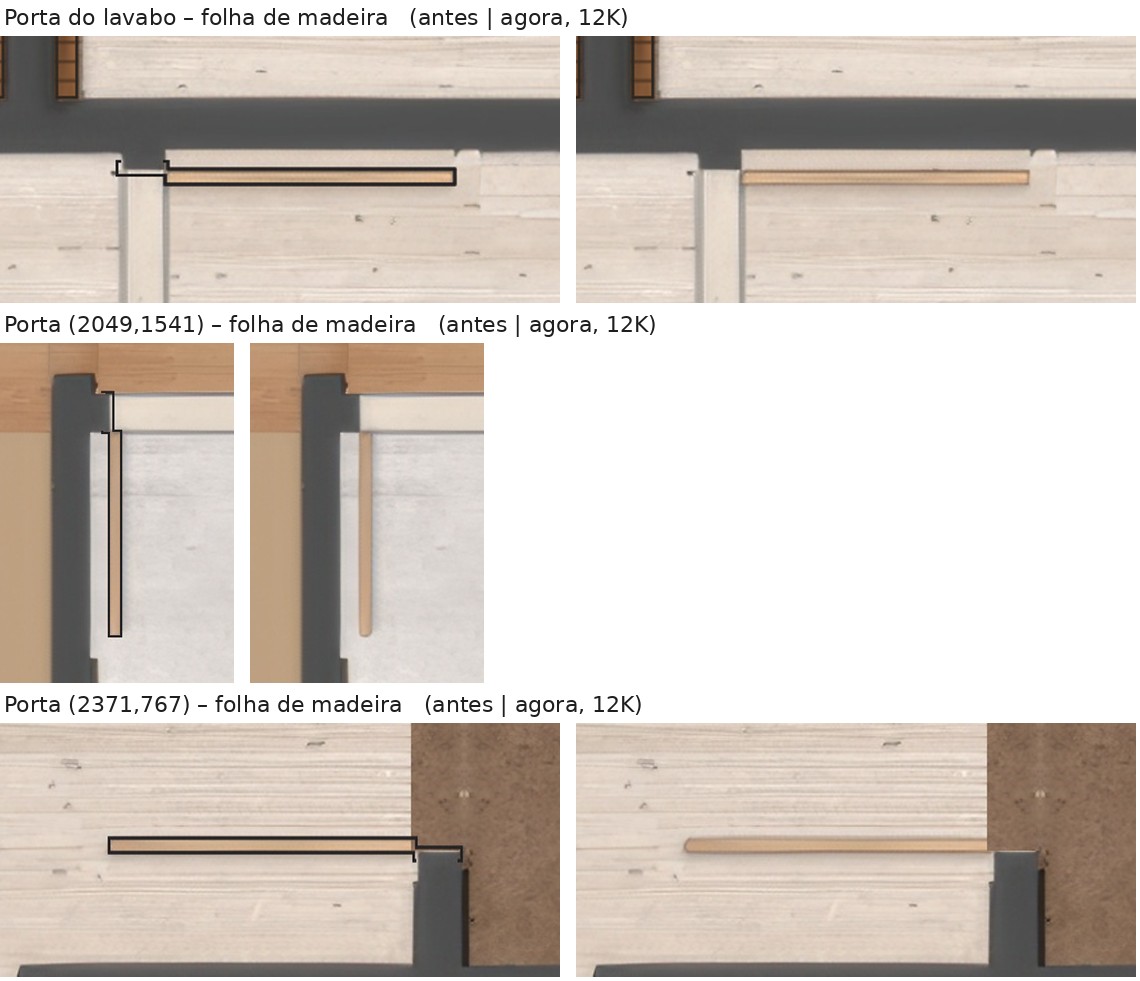 Porta do lavabo – folha de madeira (antes | agora, 12K)
Porta (2049,1541) – folha de madeira (antes | agora, 12K)
Porta (2371,767) – folha de madeira (antes | agora, 12K)